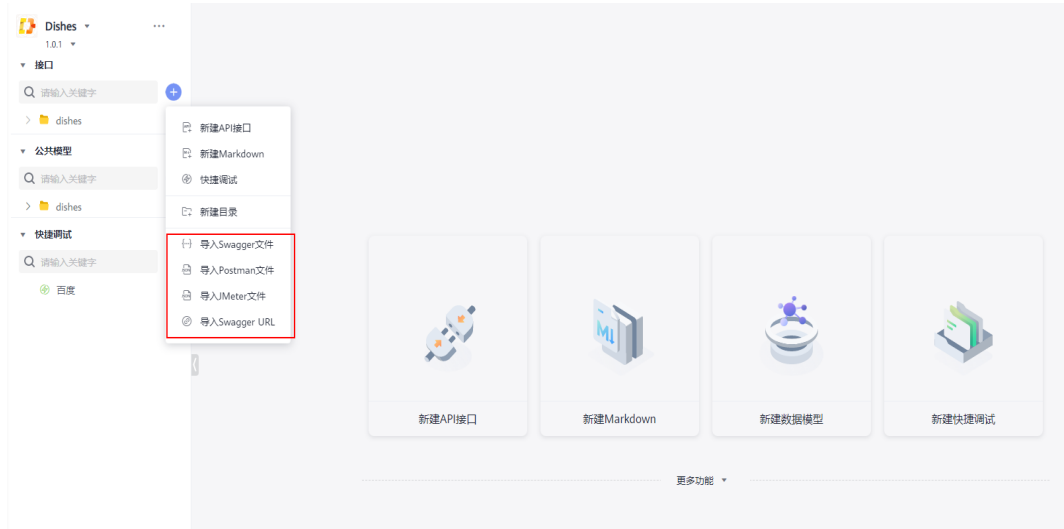 Dishes
1.0.1
接口
请输入关键字
dishes
公共模型
请输入关键字
dishes
快捷调试
请输入关键字
百度
新建API接口
新建Markdown
快捷调试
新建目录
导入Swagger文件
导入Postman文件
导入JMeter文件
导入Swagger URL
新建API接口
新建Markdown
新建数据模型
新建快捷调试
更多功能